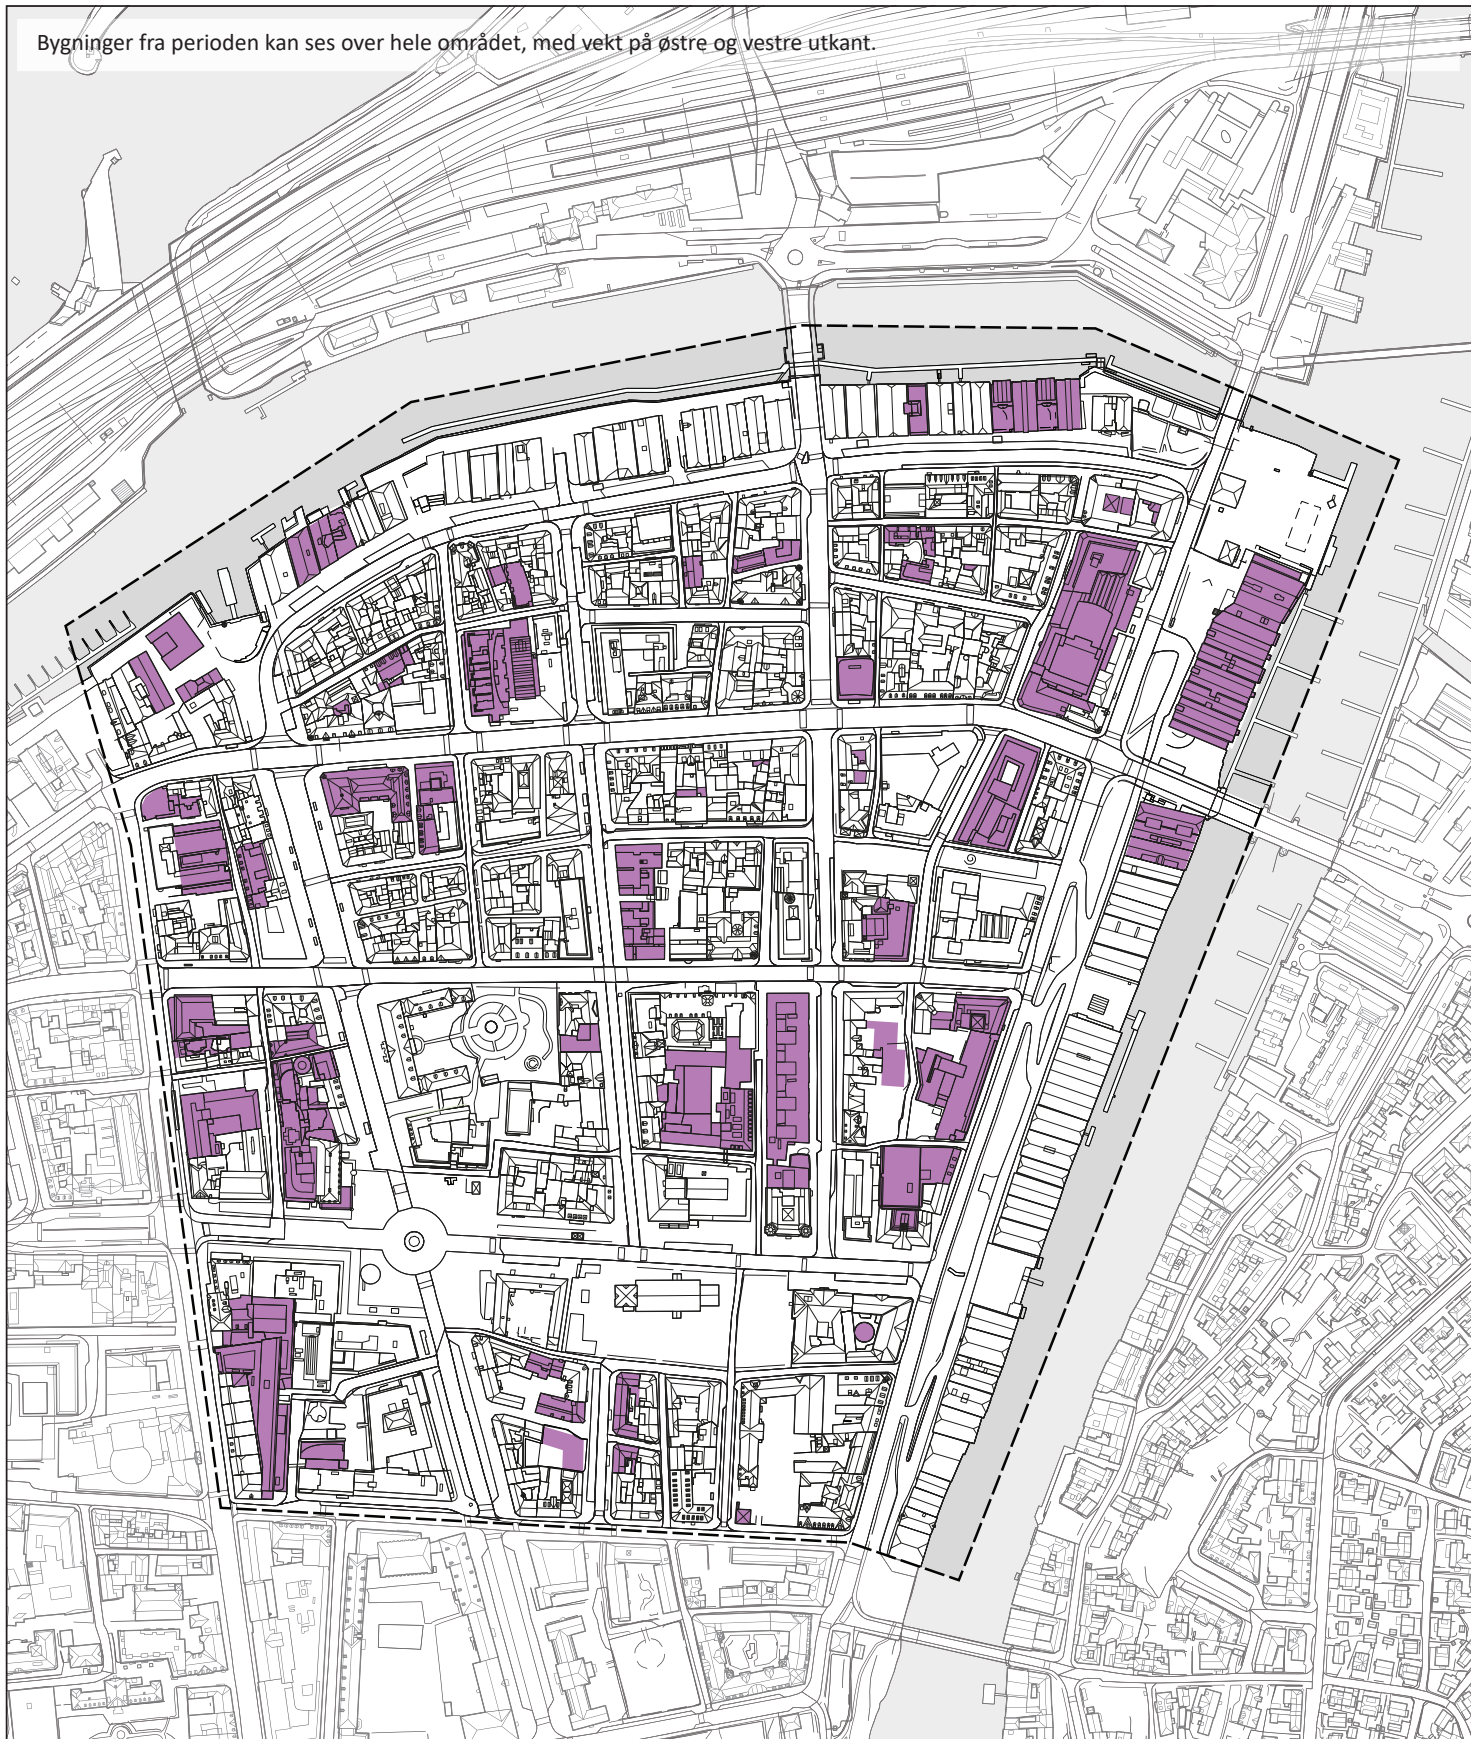 Bygninger fra perioden kan ses over hele området, med vekt på østre og vestre utkant.